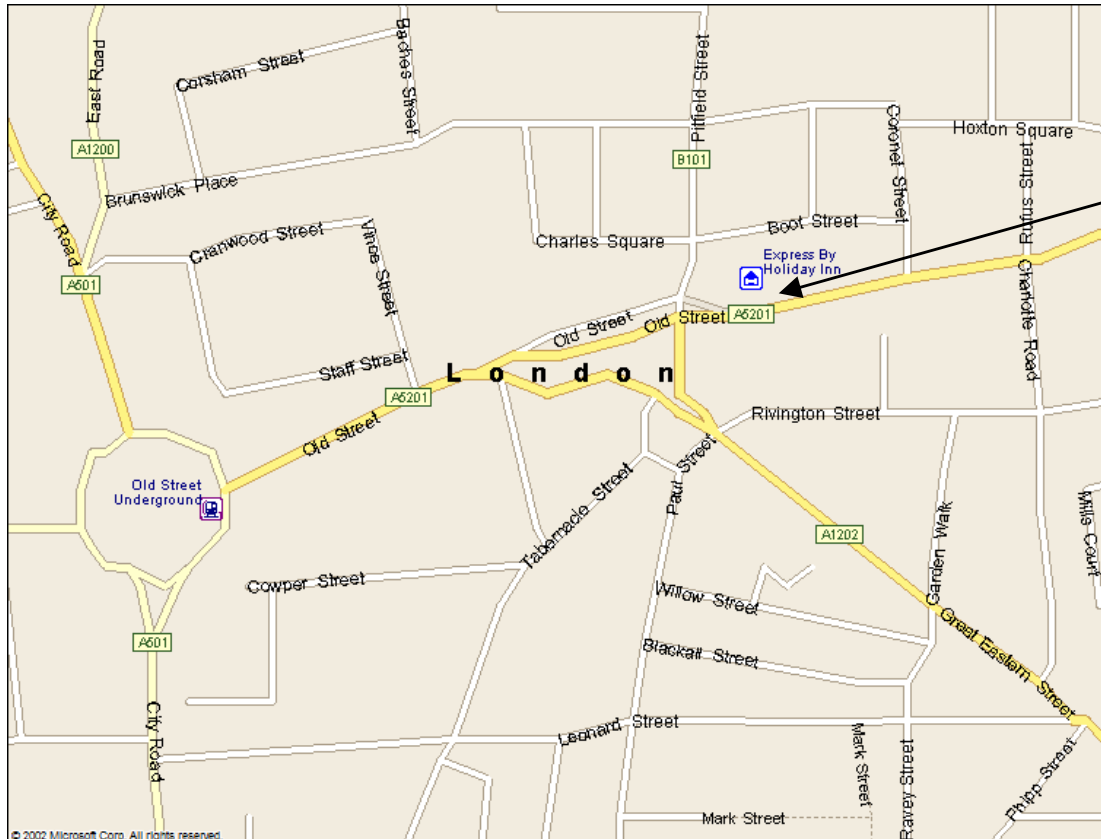 East Road
Corsham Street
Baches Street
Pitfield Street
Coronet Street
Hoxton Square
A1200
B101
Rufus Street
Brunswick Place
City Road
Cranwood Street
Vince Street
Charles Square
Boot Street
Express By
Holiday Inn
A501
Charlotte Road
A5201
Old Street
Old Street
London
Staff Street
A5201
Old Street
Rivington Street
Old Street
Underground
Paul Street
Tabernacle Street
Mills Court
Garden Walk
A1202
Cowper Street
Willow Street
Great Eastern Street
A501
Blackall Street
City Road
Leonard Street
Mark Street
Ravey Street
Phipp Street
Mark Street
© 2002 Microsoft Corp. All rights reserved